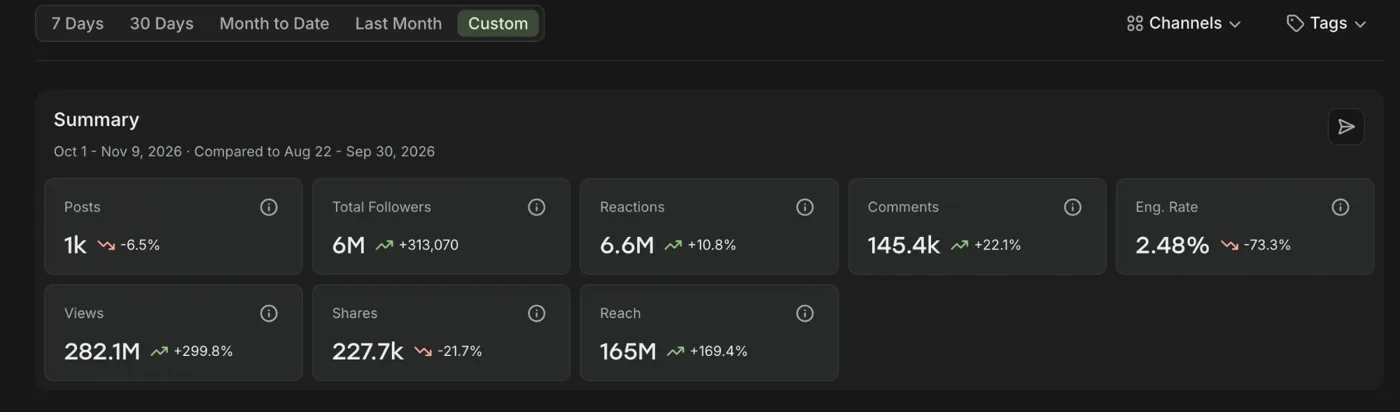 7 Days 30 Days Month to Date Last Month Custom Channels Tags
Summary
Oct 1 - Nov 9, 2026 · Compared to Aug 22 - Sep 30, 2026
Posts Total Followers Reactions Comments Eng. Rate
1k -6.5% 6M +313,070 6.6M +10.8% 145.4k +22.1% 2.48% -73.3%
Views Shares Reach
282.1M +299.8% 227.7k -21.7% 165M +169.4%